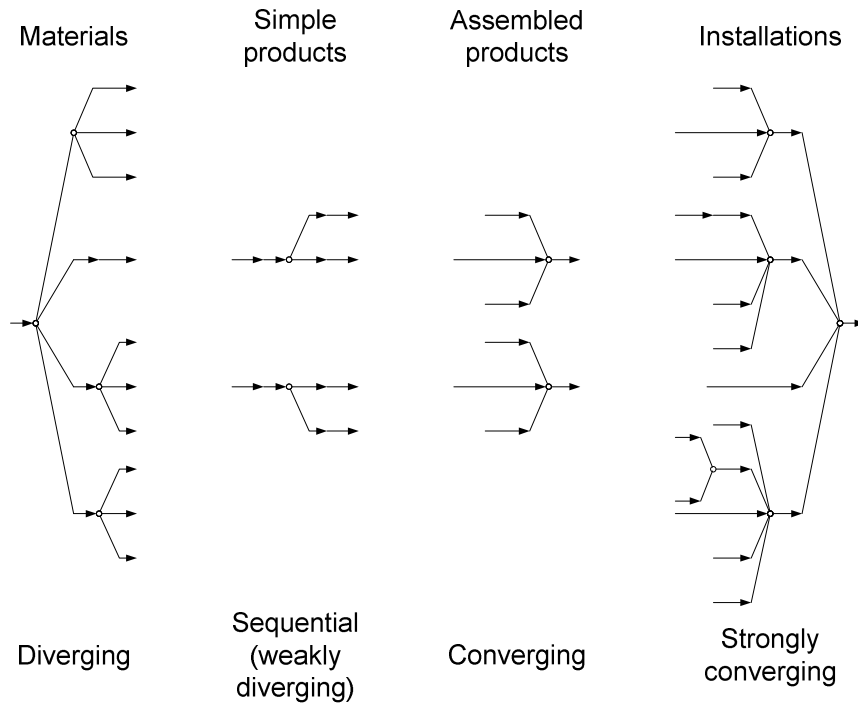 Materials
Simple
products
Assembled
products
Installations
Diverging
Sequential
(weakly
diverging)
Converging
Strongly
converging